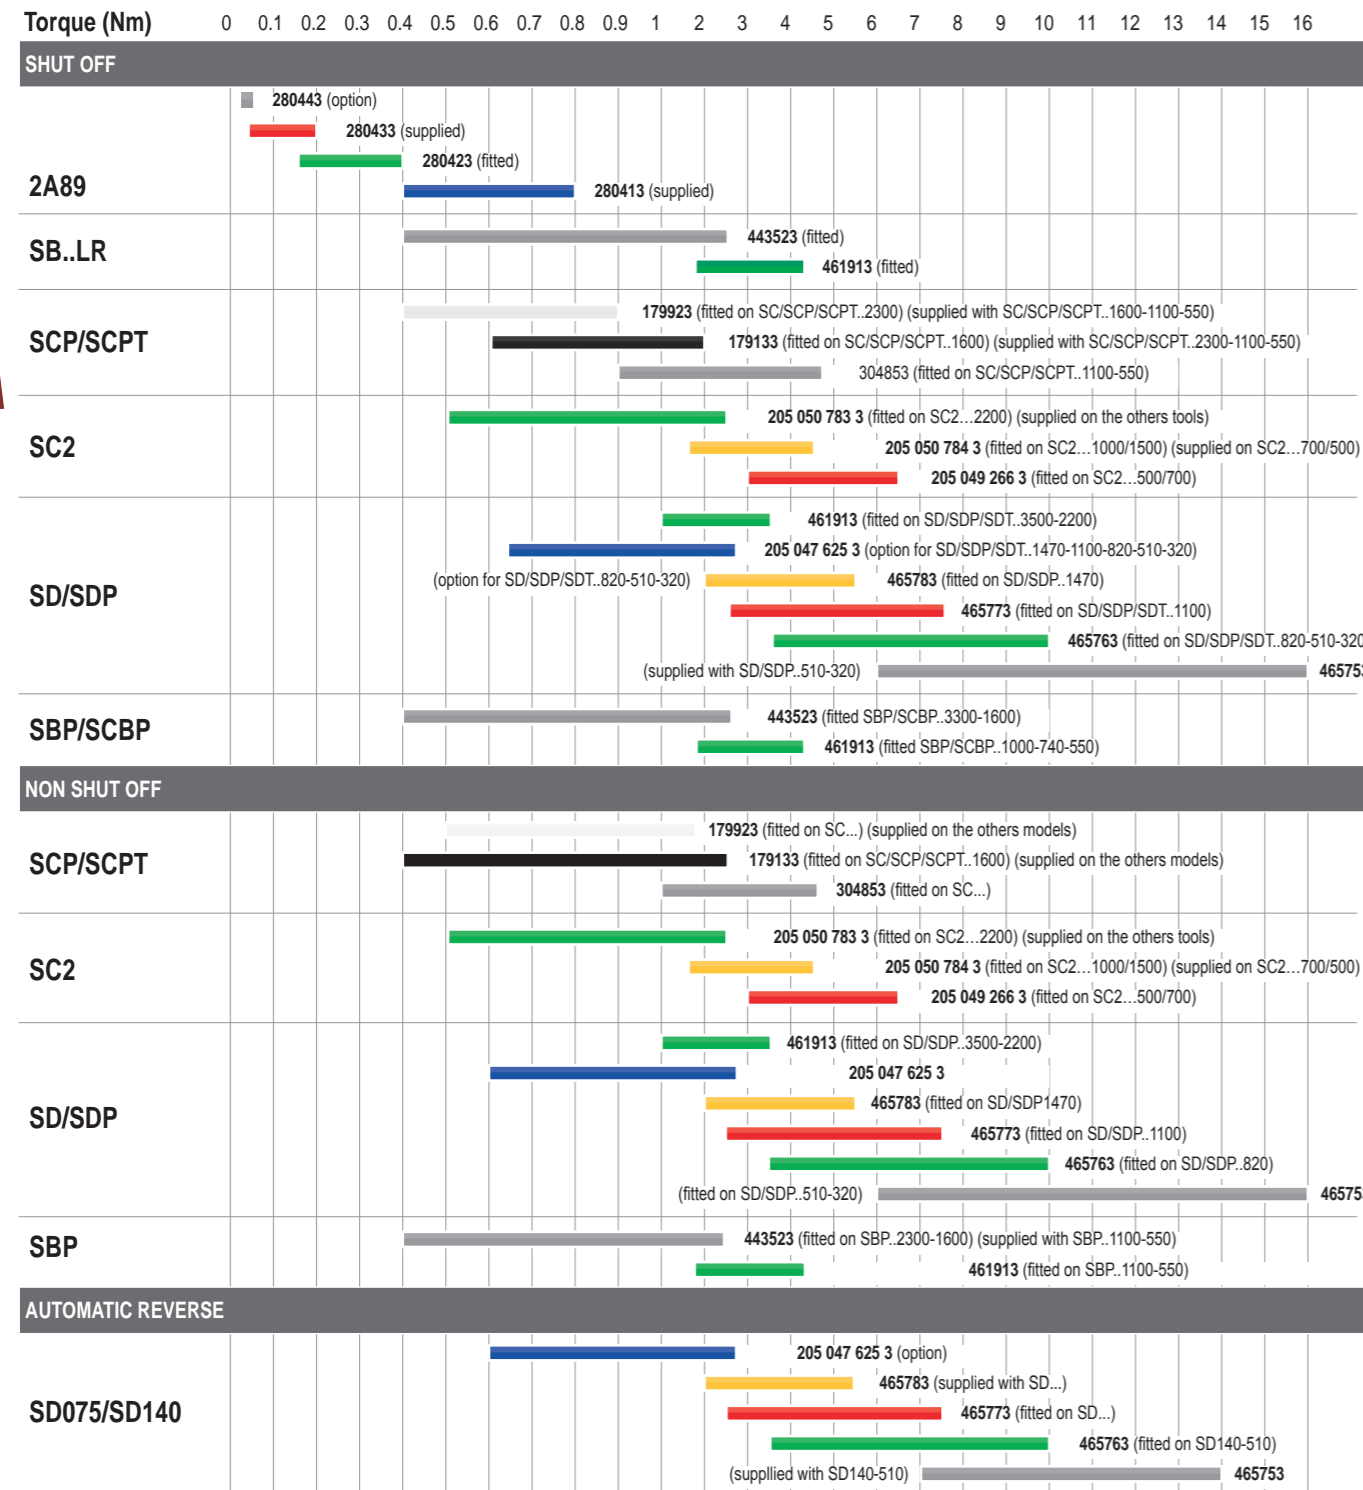 Torque (Nm) 0 0.1 0.2 0.3 0.4 0.5 0.6 0.8 0.9 1 2 3 4 5 6 7 8 9 10 11 12 13 14 15 16
SHUT OFF
280443 (option)
280433 (supplied)
280423 (fitted)
2A89
280413 (supplied)
443523 (fitted)
SB..LR
461913 (fitted)
179923 (fitted on SC/SCP/SCPT..2300) (supplied with SC/SCP/SCPT..1600-1100-550)
SCP/SCPT
179133 (fitted on SC/SCP/SCPT..1600) (supplied with SC/SCP/SCPT..2300-1100-550)
304853 (fitted on SC/SCP/SCPT..1100-550)
205 050 783 3 (fitted on SC2...2200) (supplied on the others tools)
SC2
205 050 784 3 (fitted on SC2...1000/1500) (supplied on SC2...700/500)
205 049 266 3 (fitted on SC2...500/700)
461913 (fitted on SD/SDP/SDT..3500-2200)
205 047 625 3 (option for SD/SDP/SDT..1470-1100-820-510-320)
(option for SD/SDP/SDT..820-510-320) 465783 (fitted on SD/SDP..1470)
SD/SDP
465773 (fitted on SD/SDP/SDT..1100)
465763 (fitted on SD/SDP/SDT..820-510-320
(supplied with SD/SDP..510-320) 465753
443523 (fitted SBP/SCBP..3300-1600)
SBP/SCBP
461913 (fitted SBP/SCBP..1000-740-550)
NON SHUT OFF
179923 (fitted on SC...) (supplied on the others models)
SCP/SCPT
179133 (fitted on SC/SCP/SCPT..1600) (supplied on the others models)
304853 (fitted on SC...)
205 050 783 3 (fitted on SC2...2200) (supplied on the others tools)
SC2
205 050 784 3 (fitted on SC2...1000/1500) (supplied on SC2...700/500)
205 049 266 3 (fitted on SC2...500/700)
461913 (fitted on SD/SDP..3500-2200)
205 047 625 3
465783 (fitted on SD/SDP1470)
SD/SDP
465773 (fitted on SD/SDP..1100)
465763 (fitted on SD/SDP..820)
(fitted on SD/SDP..510-320) 465753
443523 (fitted on SBP..2300-1600) (supplied with SBP..1100-550)
SBP
461913 (fitted on SBP..1100-550)
AUTOMATIC REVERSE
205 047 625 3 (option)
465783 (supplied with SD...)
SD075/SD140
465773 (fitted on SD...)
465763 (fitted on SD140-510)
(suppllied with SD140-510) 465753